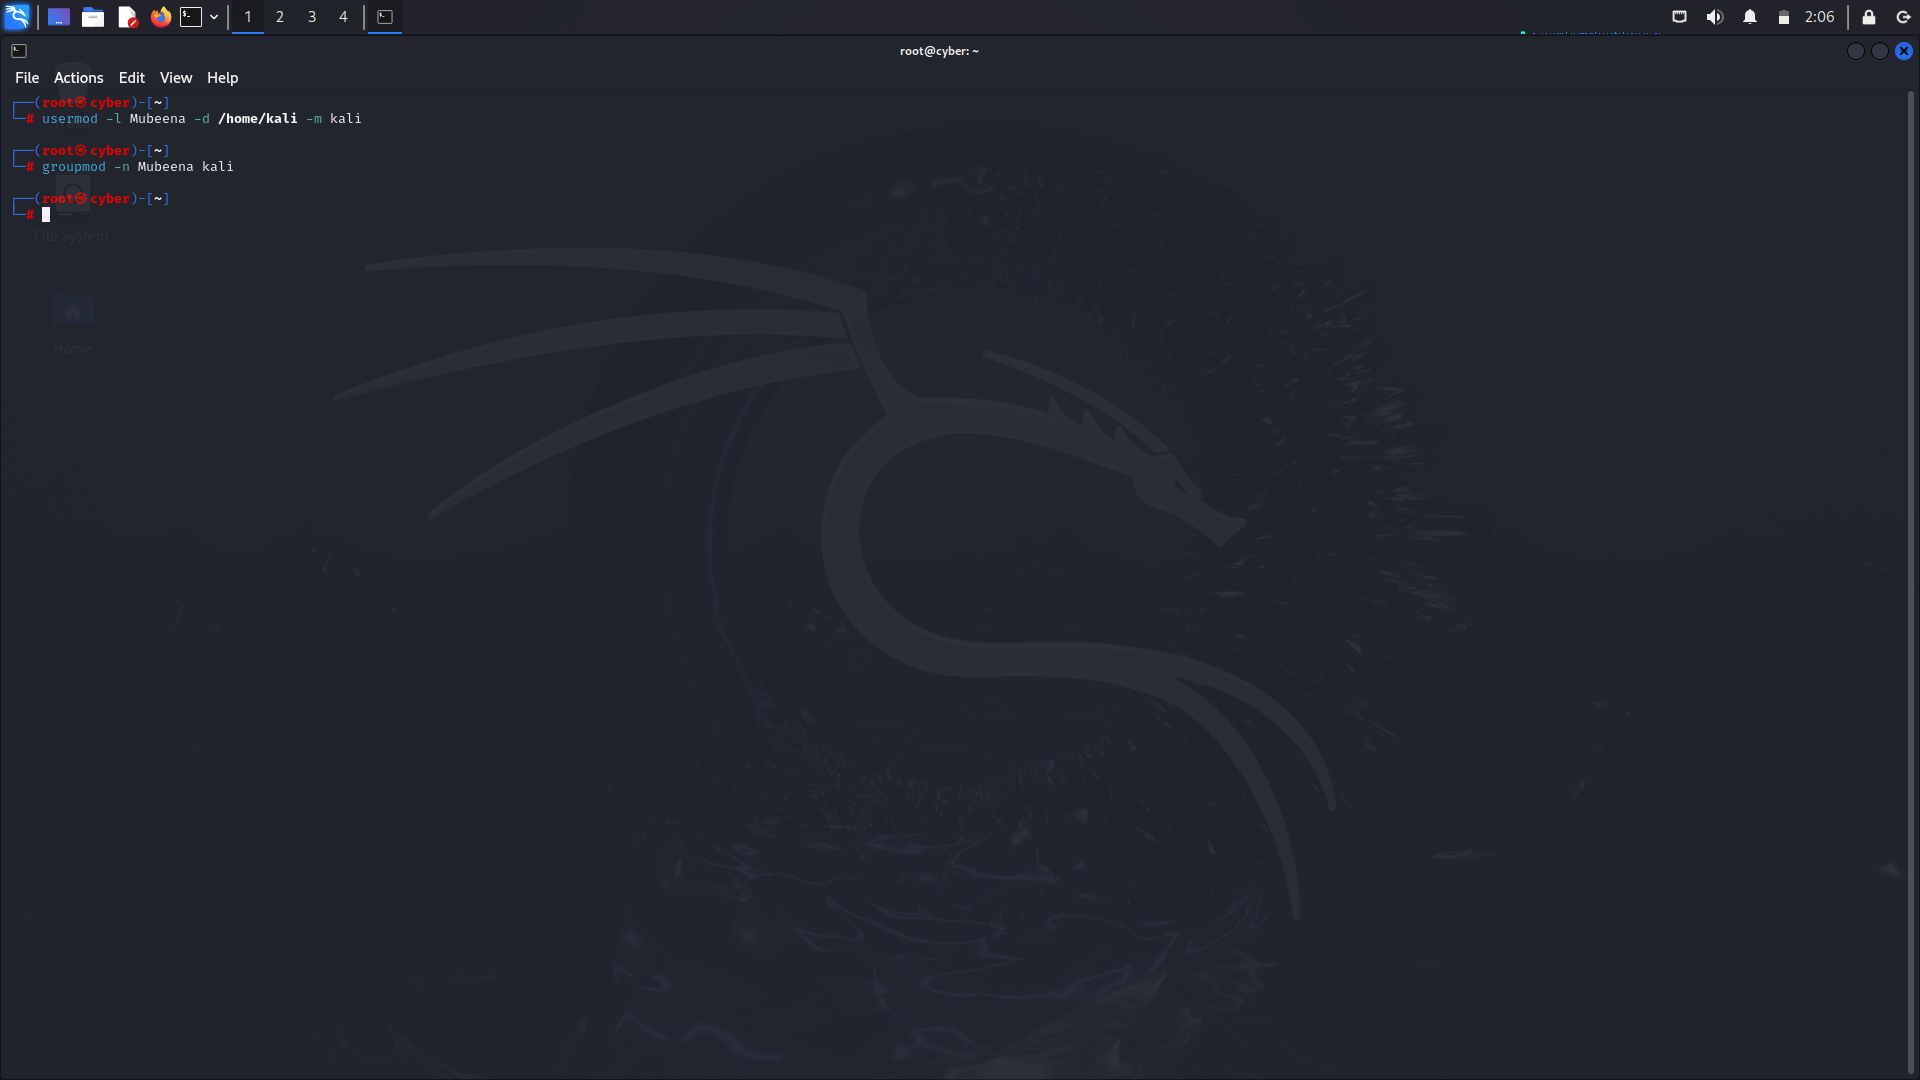 1 2 3 4
2:06
root@cyber: ~
File Actions Edit View Help
┌──(root㉿cyber)-[~]
└─# usermod -l Mubeena -d /home/kali -m kali
┌──(root㉿cyber)-[~]
└─# groupmod -n Mubeena kali
┌──(root㉿cyber)-[~]
└─#
File System
Home